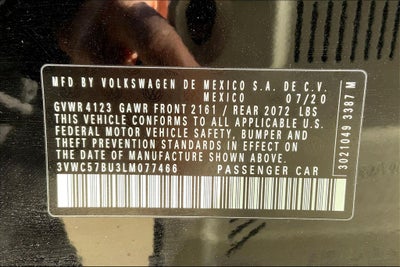 MFD BY VOLKSWAGEN DE MEXICO S.A. DE C.V.
MEXICO 07/20
GVWR 4123 GAWR FRONT 2161 / REAR 2072 LBS
THIS VEHICLE CONFORMS TO ALL APPLICABLE U.S.
FEDERAL MOTOR VEHICLE SAFETY, BUMPER AND
THEFT PREVENTION STANDARDS IN EFFECT ON THE
DATE OF MANUFACTURE SHOWN ABOVE.
3VWC57BU3LM077466 PASSENGER CAR
3021049 3387 M